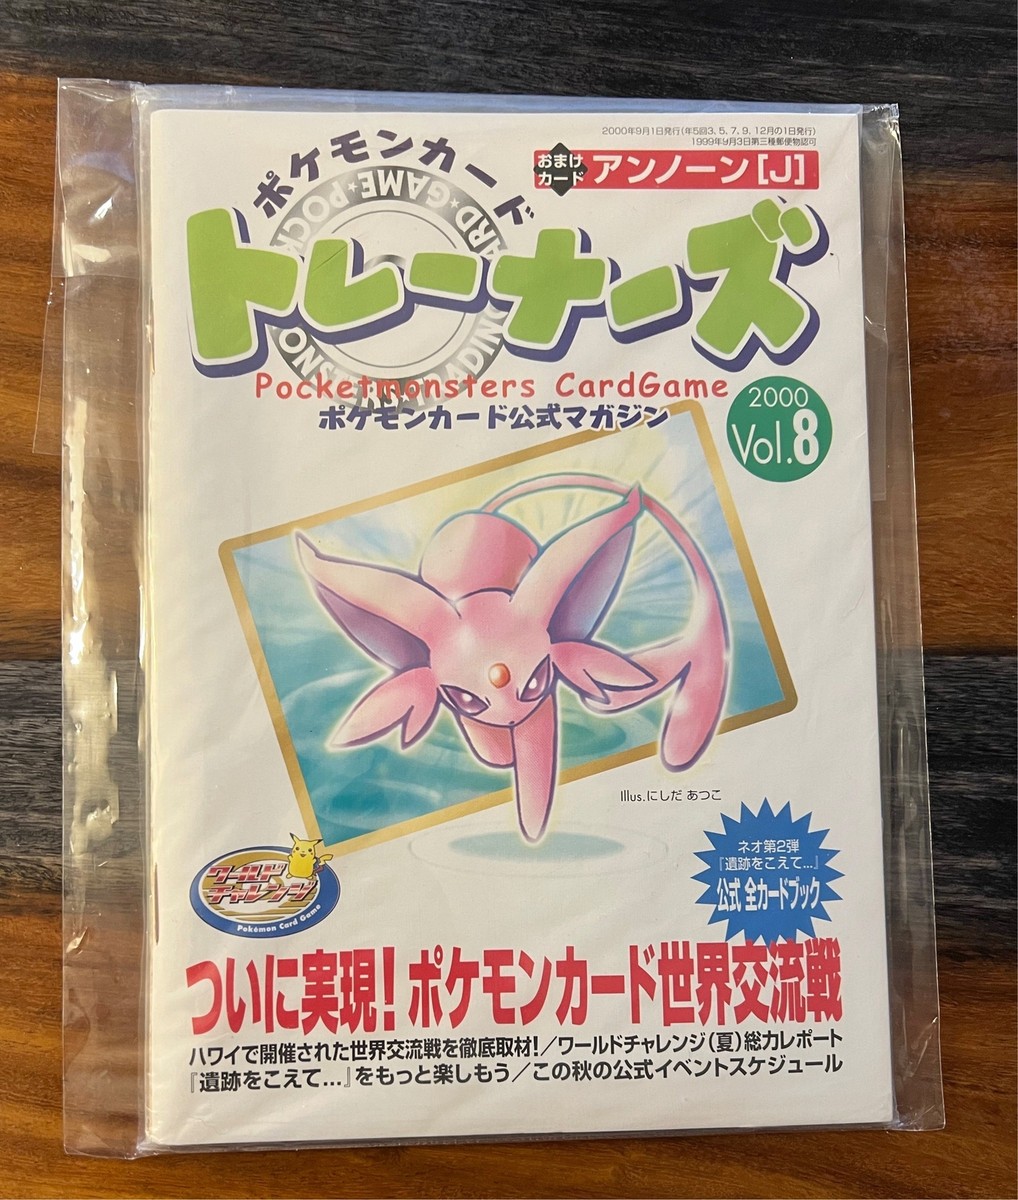 2000年9月1日発行(年5回3、5、7、9、12月の1日発行)
1999年9月3日第三種郵便物認可
おまけ
カード
アンノーン[J]
ポケモンカード
トレーナーズ
Pocketmonsters CardGame
ポケモンカード公式マガジン
2000
Vol.8
Illus.にしだ あつこ
ネオ第2弾
『遺跡をこえて…』
公式 全カードブック
ワールド
チャレンジ
Pokémon Card Game
ついに実現!ポケモンカード世界交流戦
ハワイで開催された世界交流戦を徹底取材!/ワールドチャレンジ(夏)総力レポート
『遺跡をこえて…』をもっと楽しもう/この秋の公式イベントスケジュール